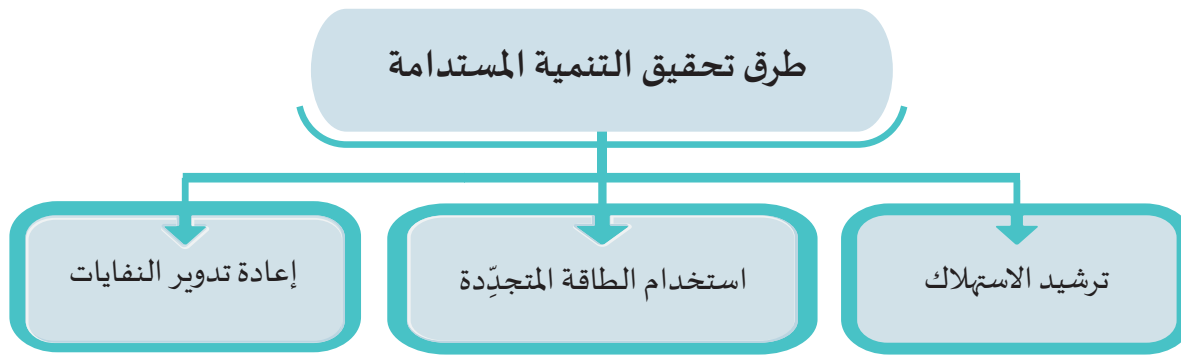 طرق تحقيق التنمية المستدامة
ترشيد الاستهلاك
استخدام الطاقة المتجدِّدة
إعادة تدوير النفايات